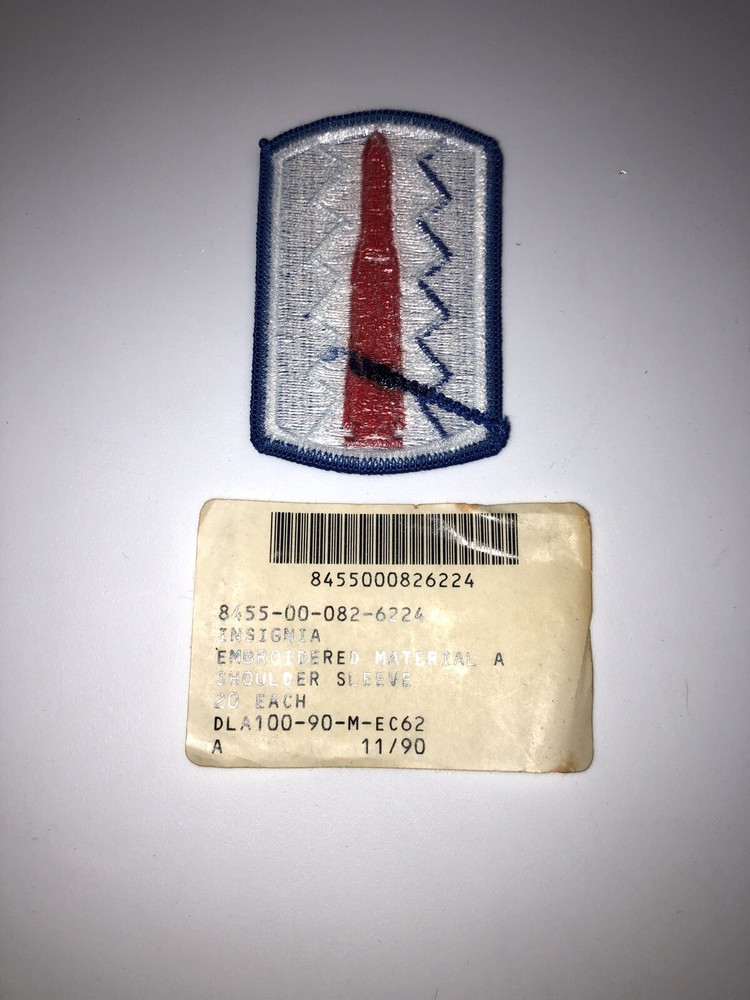 8455000826224
8455-00-082-6224
INSIGNIA
EMBROIDERED MATERIAL A
SHOULDER SLEEVE
20 EACH
DLA100-90-M-EC62
A 11/90